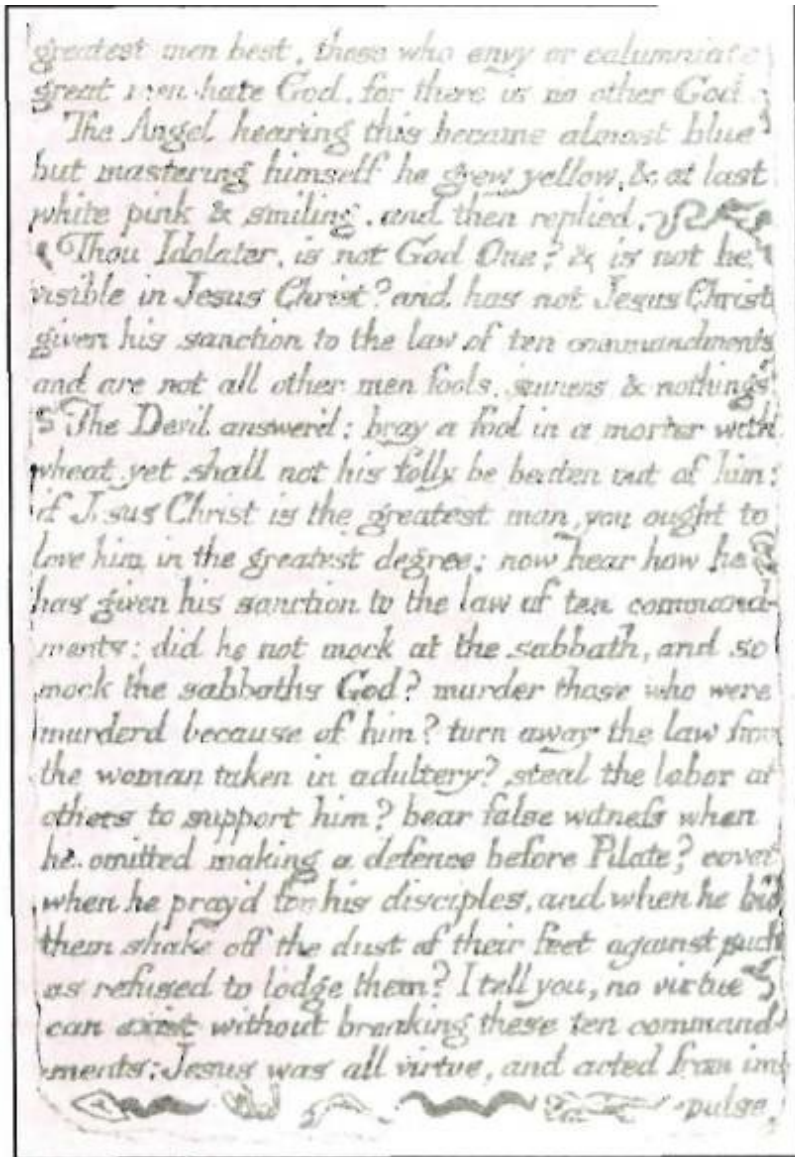 greatest men best, those who envy or calumniate
great men hate God, for there is no other God.
The Angel hearing this became almost blue
but mastering himself he grew yellow, & at last
white pink & smiling, and then replied,
Thou Idolater, is not God One? & is not he
visible in Jesus Christ? and has not Jesus Christ
given his sanction to the law of ten commandments
and are not all other men fools, sinners & nothings
The Devil answer'd; bray a fool in a morter with
wheat, yet shall not his folly be beaten out of him:
if Jesus Christ is the greatest man, you ought to
love him in the greatest degree; now hear how he
has given his sanction to the law of ten command-
ments: did he not mock at the sabbath, and so
mock the sabbaths God? murder those who were
murderd because of him? turn away the law from
the woman taken in adultery? steal the labor of
others to support him? bear false witneſs when
he omitted making a defence before Pilate? covet
when he pray'd for his disciples, and when he bid
them shake off the dust of their feet against such
as refused to lodge them? I tell you, no virtue
can exist without breaking these ten command-
ments: Jesus was all virtue, and acted from im-
pulse,